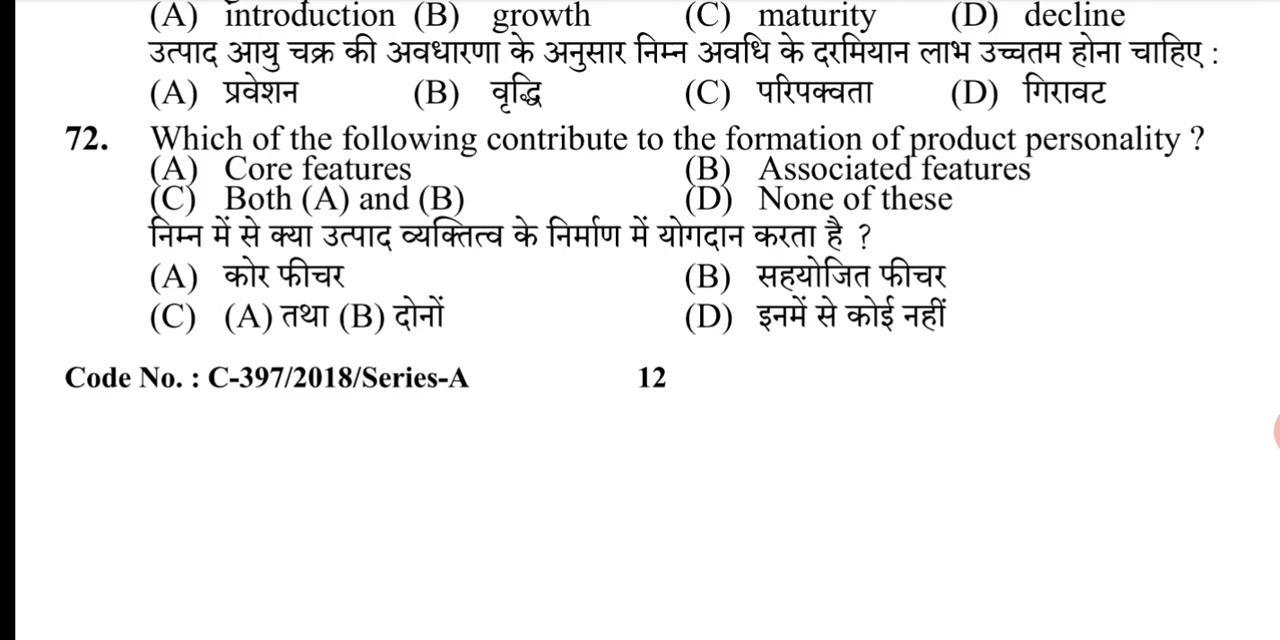 (A) introduction (B) growth (C) maturity (D) decline
उत्पाद आयु चक्र की अवधारणा के अनुसार निम्न अवधि के दरमियान लाभ उच्चतम होना चाहिए :
(A) प्रवेशन (B) वृद्धि (C) परिपक्वता (D) गिरावट
72. Which of the following contribute to the formation of product personality ?
(A) Core features (B) Associated features
(C) Both (A) and (B) (D) None of these
निम्न में से क्या उत्पाद व्यक्तित्व के निर्माण में योगदान करता है ?
(A) कोर फीचर (B) सहयोजित फीचर
(C) (A) तथा (B) दोनों (D) इनमें से कोई नहीं
Code No. : C-397/2018/Series-A 12